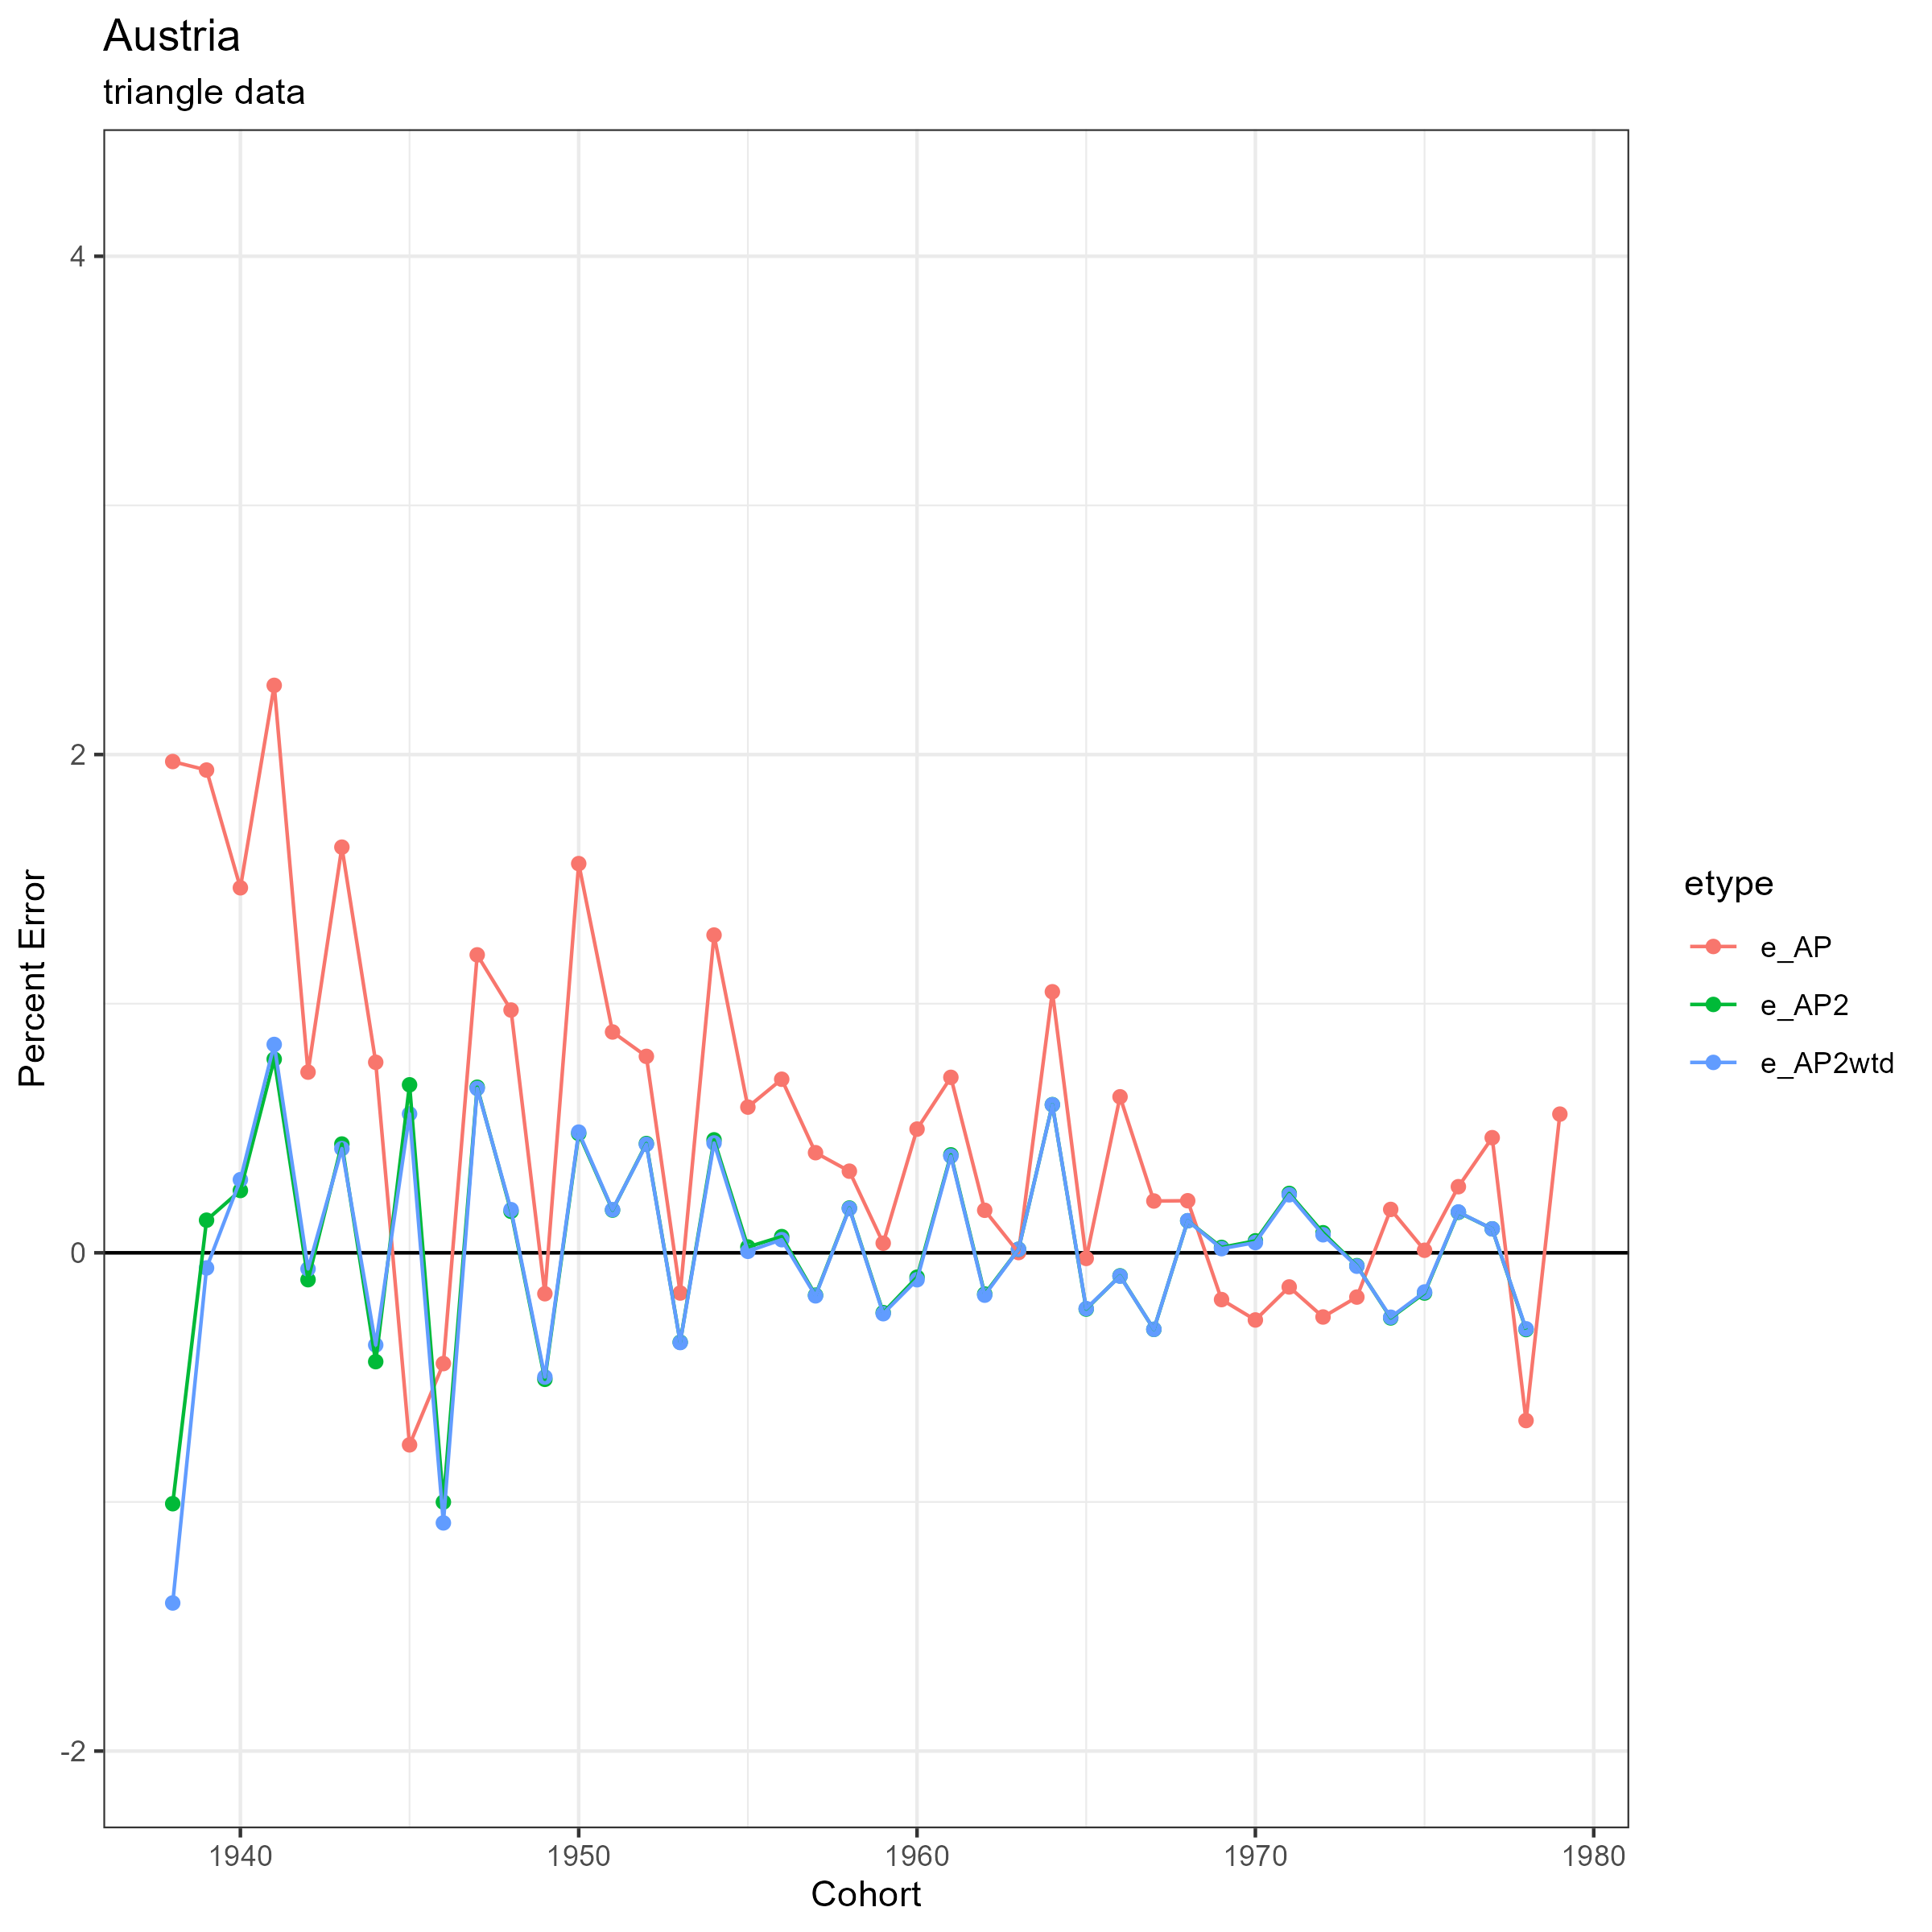 Austria
triangle data
Percent Error
4
2
0
-2
1940
1950
1960
1970
1980
Cohort
etype
e_AP
e_AP2
e_AP2wtd